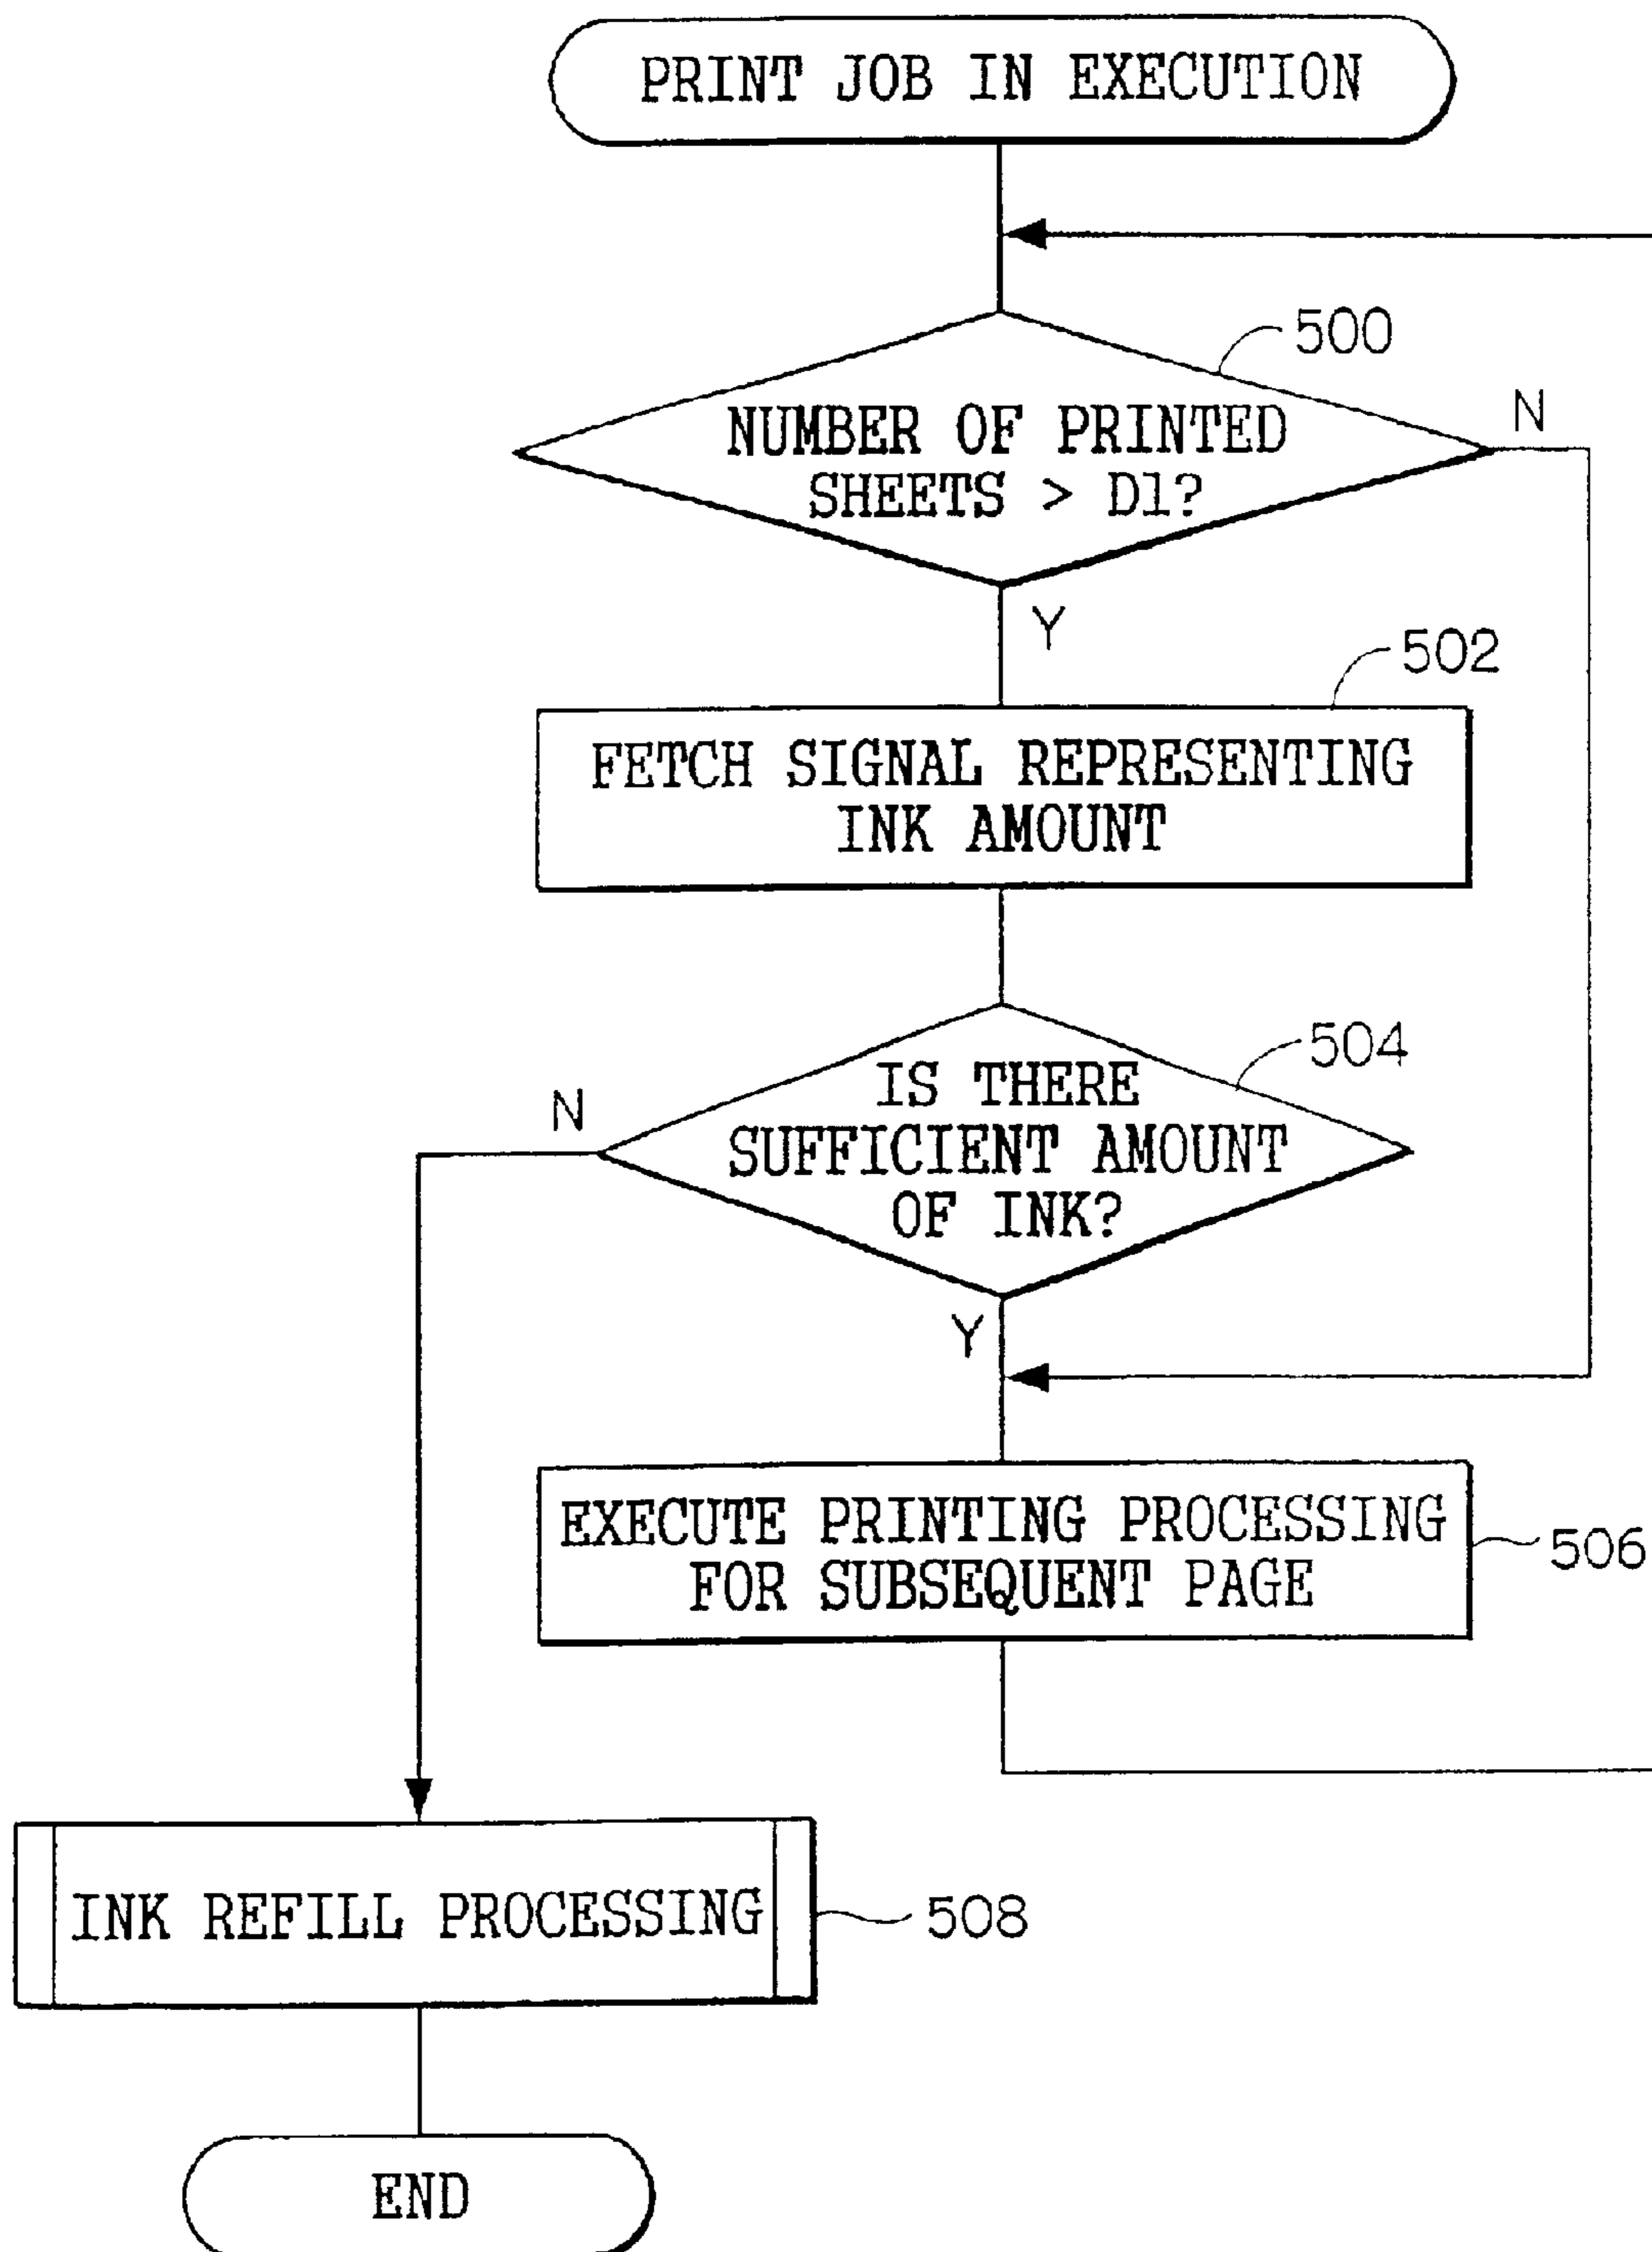 PRINT JOB IN EXECUTION
500
NUMBER OF PRINTED
SHEETS > D1?
N
Y
502
FETCH SIGNAL REPRESENTING
INK AMOUNT
504
IS THERE
SUFFICIENT AMOUNT
OF INK?
N
Y
EXECUTE PRINTING PROCESSING
FOR SUBSEQUENT PAGE
506
INK REFILL PROCESSING
508
END